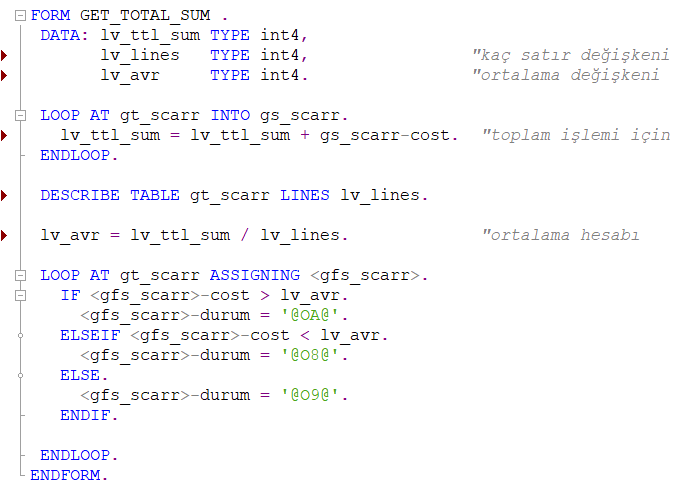 FORM GET_TOTAL_SUM .
DATA: lv_ttl_sum TYPE int4,
lv_lines TYPE int4, "kaç satır değişkeni
lv_avr TYPE int4. "ortalama değişkeni
LOOP AT gt_scarr INTO gs_scarr.
lv_ttl_sum = lv_ttl_sum + gs_scarr-cost. "toplam işlemi için
ENDLOOP.
DESCRIBE TABLE gt_scarr LINES lv_lines.
lv_avr = lv_ttl_sum / lv_lines. "ortalama hesabı
LOOP AT gt_scarr ASSIGNING <gfs_scarr>.
IF <gfs_scarr>-cost > lv_avr.
<gfs_scarr>-durum = '@0A@'.
ELSEIF <gfs_scarr>-cost < lv_avr.
<gfs_scarr>-durum = '@08@'.
ELSE.
<gfs_scarr>-durum = '@09@'.
ENDIF.
ENDLOOP.
ENDFORM.